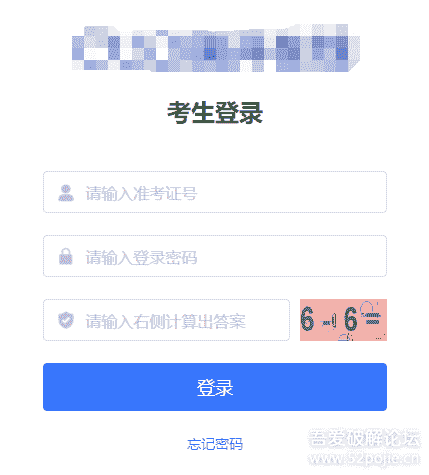 考生登录
请输入准考证号
请输入登录密码
请输入右侧计算出答案 6 - 6 =
登录
忘记密码
吾爱破解论坛
www.52pojie.cn